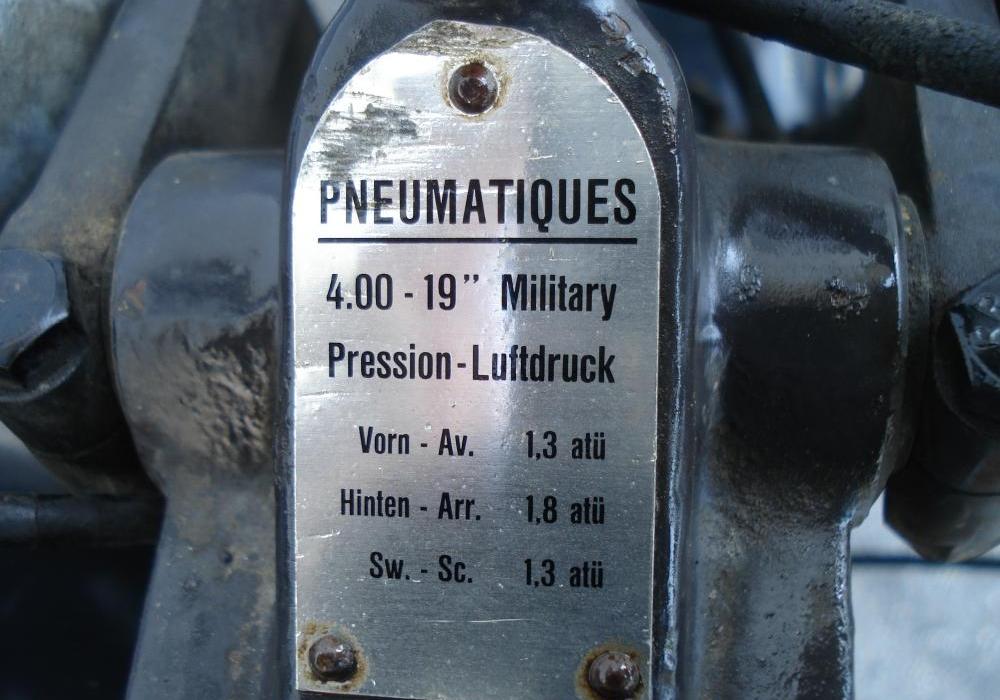 PNEUMATIQUES
4.00 - 19" Military
Pression - Luftdruck
Vorn - Av. 1,3 atü
Hinten - Arr. 1,8 atü
Sw. - Sc. 1,3 atü